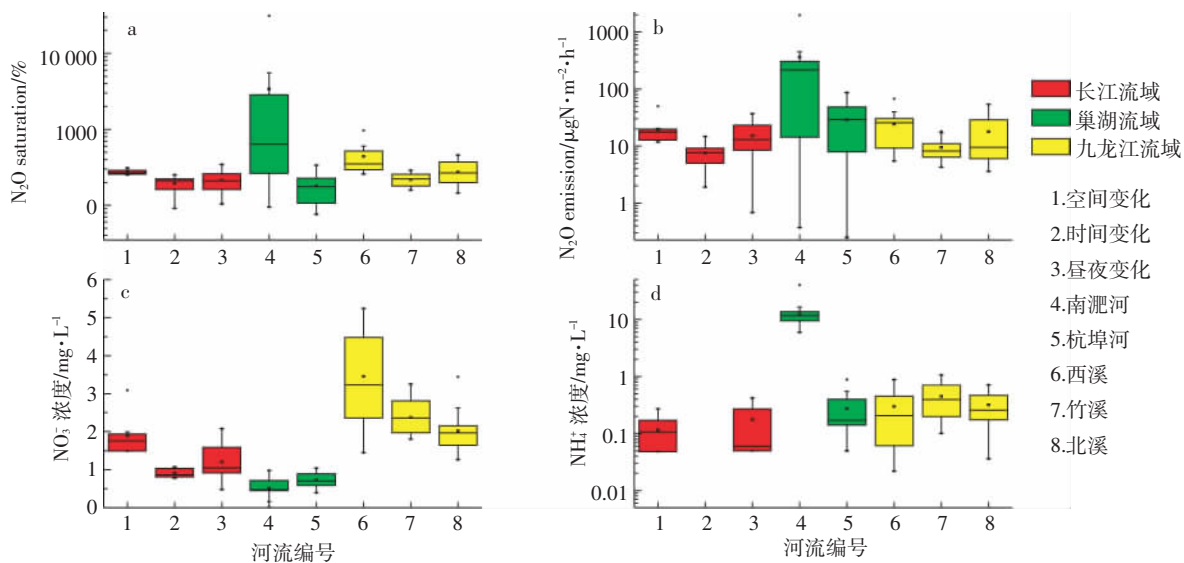 a
N₂O saturation/%
10 000
1000
0
1 2 3 4 5 6 7 8
b
N₂O emission/μgN·m⁻²·h⁻¹
1000
100
10
1
1 2 3 4 5 6 7 8
长江流域
巢湖流域
九龙江流域
1.空间变化
2.时间变化
3.昼夜变化
4.南淝河
5.杭埠河
6.西溪
7.竹溪
8.北溪
c
NO₃⁻ 浓度/mg·L⁻¹
6
5
4
3
2
1
0
1 2 3 4 5 6 7 8
河流编号
d
NH₄⁺ 浓度/mg·L⁻¹
10
1
0.1
0.01
1 2 3 4 5 6 7 8
河流编号